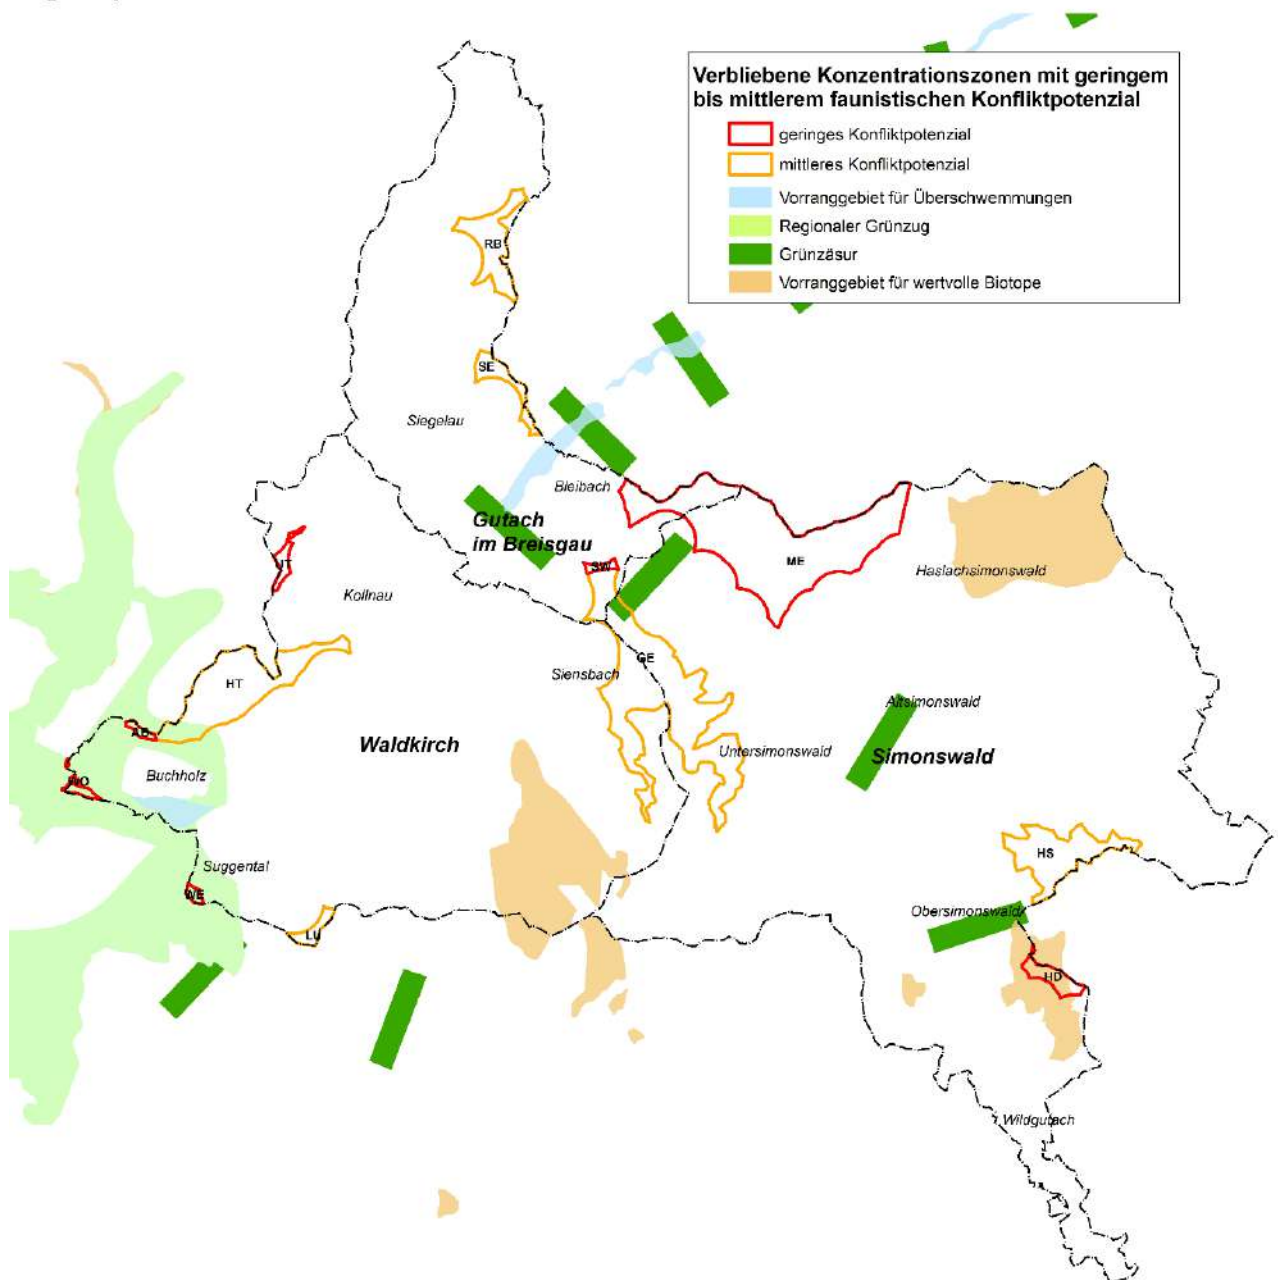 Verbliebene Konzentrationszonen mit geringem
bis mittlerem faunistischen Konfliktpotenzial
geringes Konfliktpotenzial
mittleres Konfliktpotenzial
Vorranggebiet für Überschwemmungen
Regionaler Grünzug
Grünzäsur
Vorranggebiet für wertvolle Biotope
RB
SE
Siegelau
Bleibach
Gutach
im Breisgau
ME
SW
Haslachsimonswald
Kollnau
GE
Siensbach
HT
Altsimonswald
Waldkirch
Untersimonswald
Simonswald
Buchholz
HS
Suggental
WE
Obersimonswald
LU
HD
Wildgutach